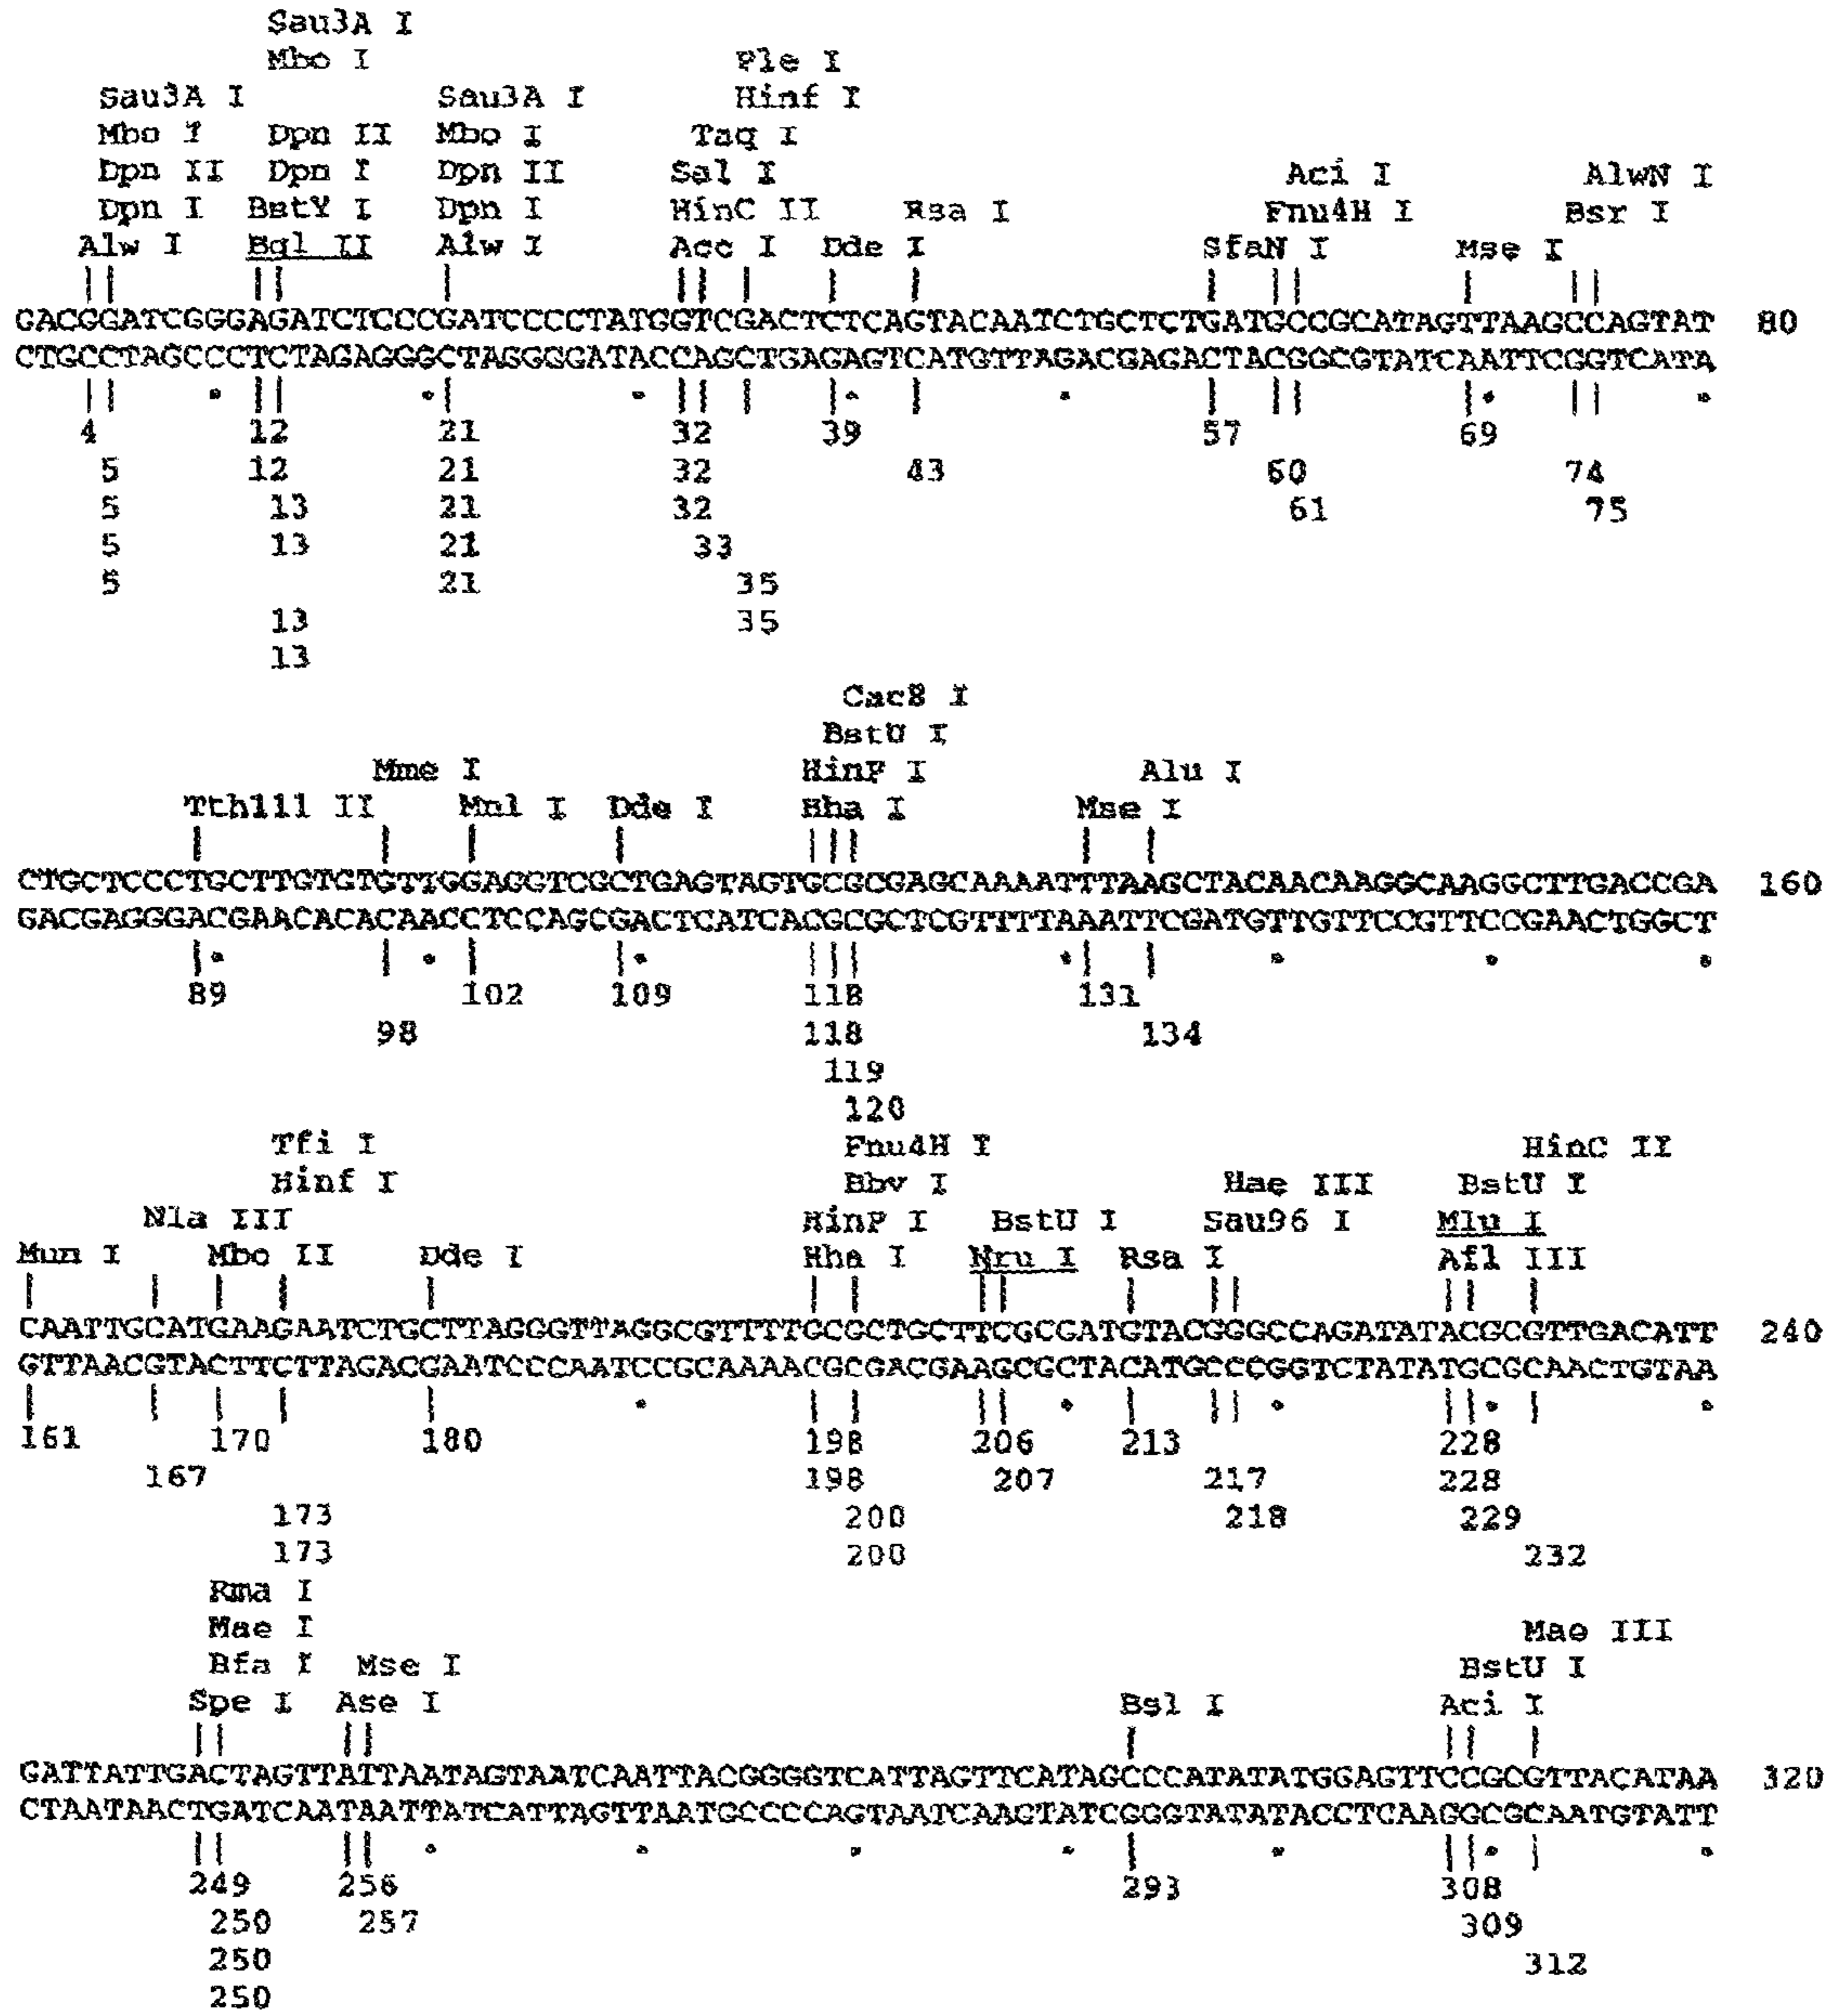 Sau3A I
Mbo I Ple I
Sau3A I Sau3A I Hinf I
Mbo I Dpn II Mbo I Taq I
Dpn II Dpn I Dpn II Sal I Aci I AlwN I
Dpn I BstY I Dpn I HinC II Rsa I Fnu4H I Bsr I
Alw I Bgl II Alw I Acc I Dde I SfaN I Mse I
GACGGATCGGGAGATCTCCCGATCCCCTATGGTCGACTCTCAGTACAATCTGCTCTGATGCCGCATAGTTAAGCCAGTAT 80
CTGCCTAGCCCTCTAGAGGGCTAGGGGATACCAGCTGAGAGTCATGTTAGACGAGACTACGGCGTATCAATTCGGTCATA
4 12 21 32 39 57 69
5 12 21 32 43 60 74
5 13 21 32 61 75
5 13 21 33
5 21 35
13 35
13
Cac8 I
BstU I
Mme I HinP I Alu I
Tth111 II Mnl I Dde I Hha I Mse I
CTGCTCCCTGCTTGTGTGTTGGAGGTCGCTGAGTAGTGCGCGAGCAAAATTTAAGCTACAACAAGGCAAGGCTTGACCGA 160
GACGAGGGACGAACACACAACCTCCAGCGACTCATCACGCGCTCGTTTTAAATTCGATGTTGTTCCGTTCCGAACTGGCT
89 102 109 118 131
98 118 134
119
120
Tfi I Fnu4H I HinC II
Hinf I Bbv I Hae III BstU I
Nla III HinP I BstU I Sau96 I Mlu I
Mun I Mbo II Dde I Hha I Nru I Rsa I Afl III
CAATTGCATGAAGAATCTGCTTAGGGTTAGGCGTTTTGCGCTGCTTCGCGATGTACGGGCCAGATATACGCGTTGACATT 240
GTTAACGTACTTCTTAGACGAATCCCAATCCGCAAAACGCGACGAAGCGCTACATGCCCGGTCTATATGCGCAACTGTAA
161 170 180 198 206 213 228
167 198 207 217 228
173 200 218 229
173 200 232
Rma I
Mae I Mae III
Bfa I Mse I BstU I
Spe I Ase I Bsl I Aci I
GATTATTGACTAGTTATTAATAGTAATCAATTACGGGGTCATTAGTTCATAGCCCATATATGGAGTTCCGCGTTACATAA 320
CTAATAACTGATCAATAATTATCATTAGTTAATGCCCCAGTAATCAAGTATCGGGTATATACCTCAAGGCGCAATGTATT
249 256 293 308
250 257 309
250 312
250